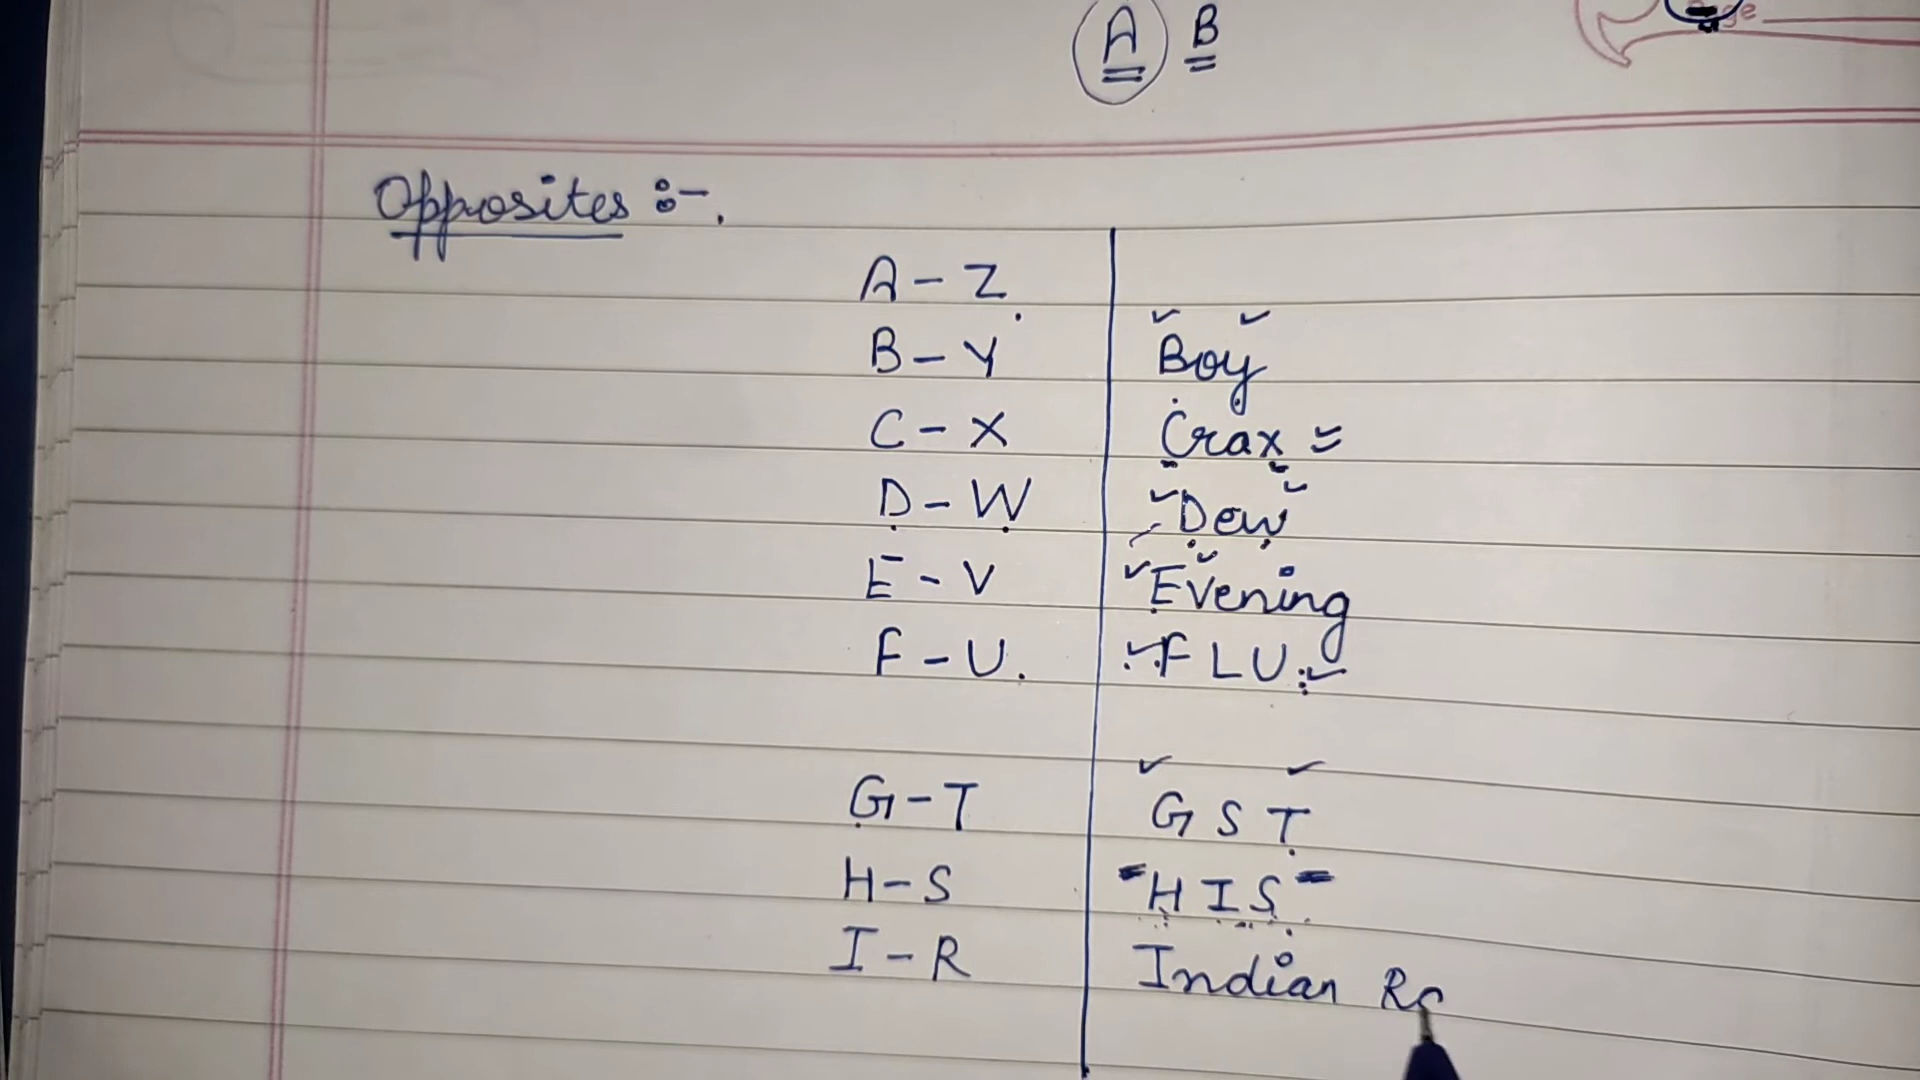 A B
Opposites :-
A - Z
B - Y Boy
C - X Crax =
D - W Dew
E - V Evening
F - U. FLU
G - T GST
H - S HIS
I - R Indian